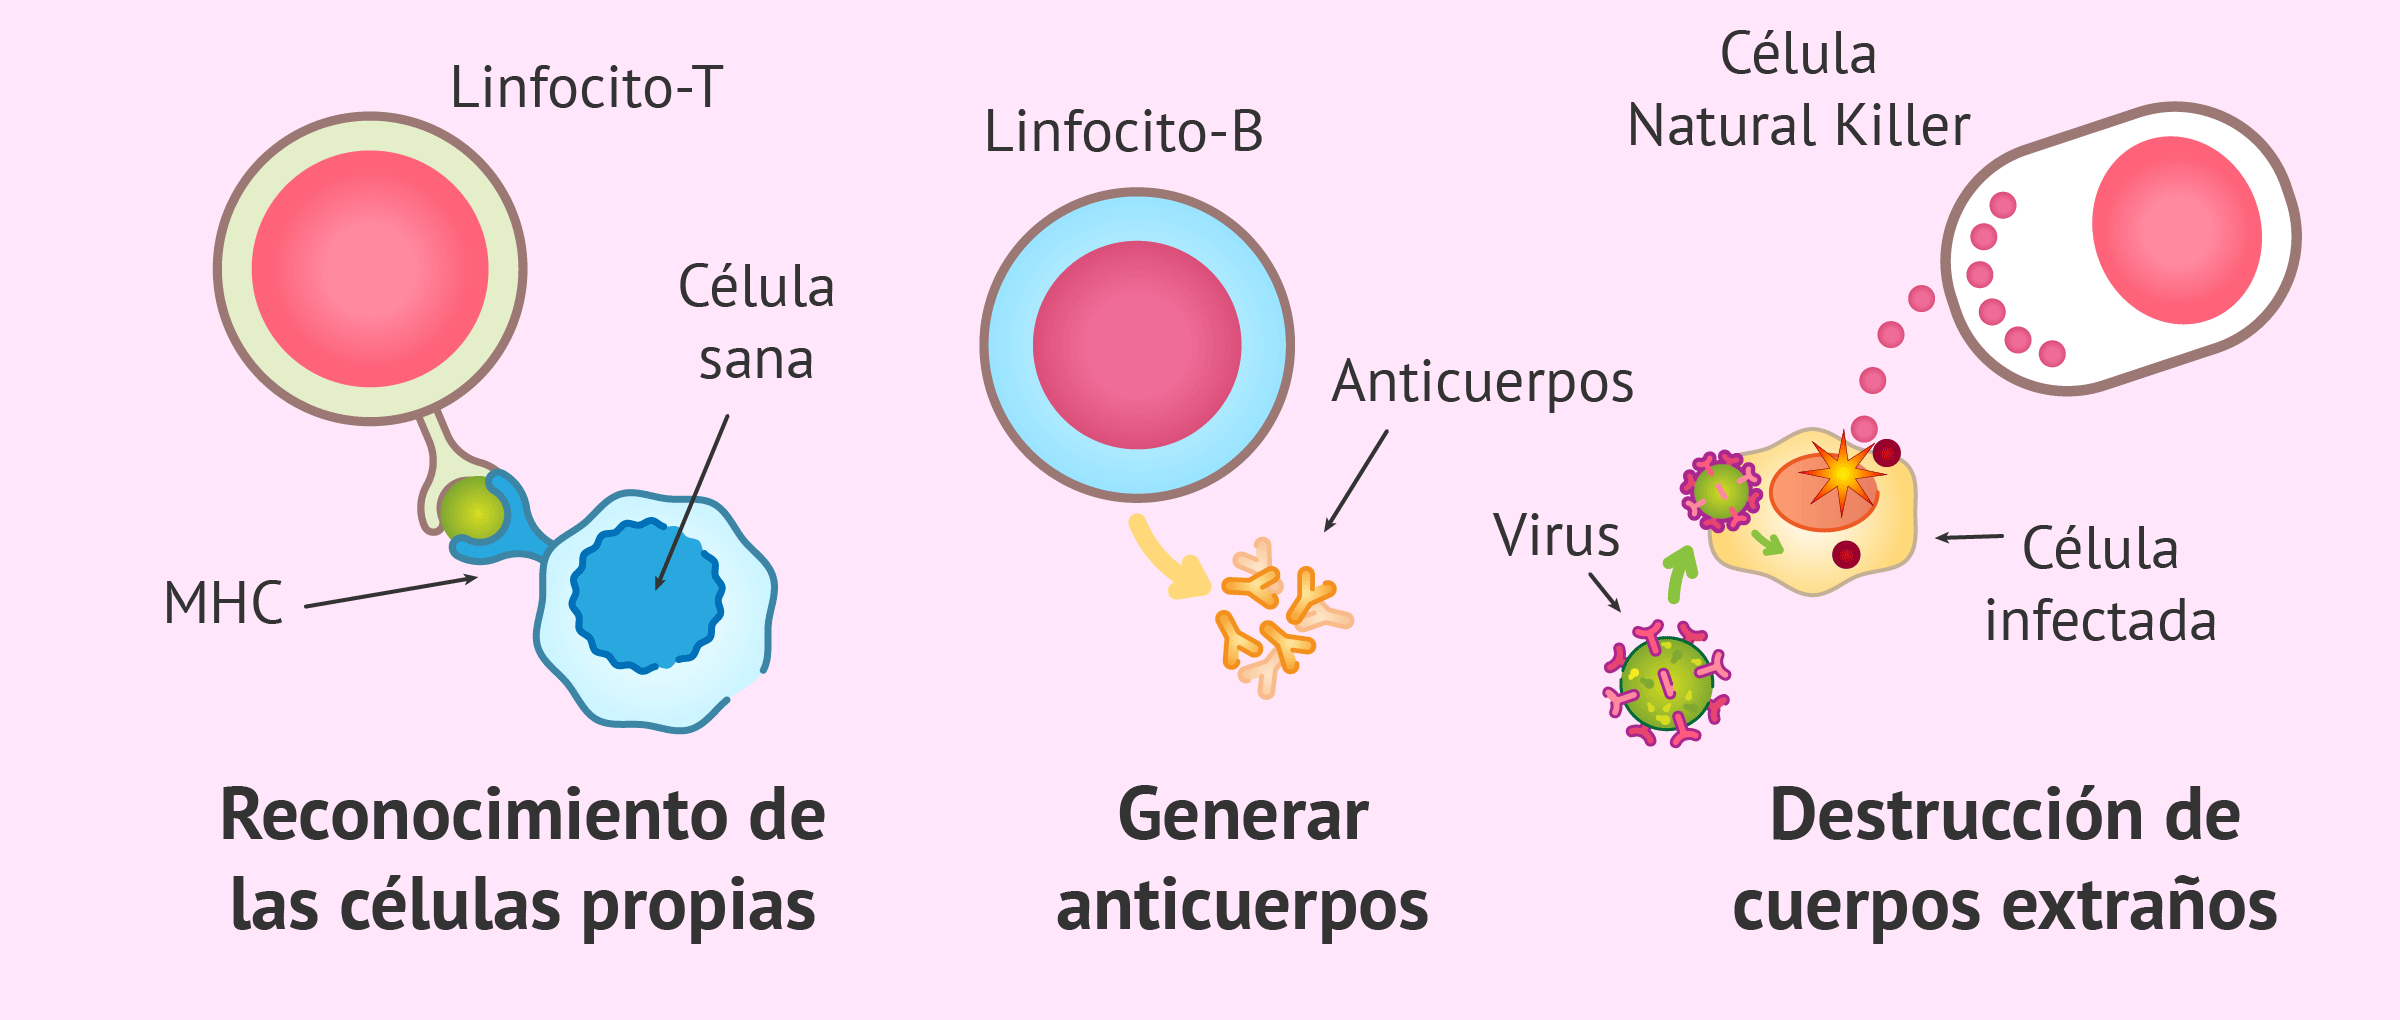 Linfocito-T
Célula
sana
MHC
Reconocimiento de
las células propias
Linfocito-B
Anticuerpos
Generar
anticuerpos
Célula
Natural Killer
Virus
Célula
infectada
Destrucción de
cuerpos extraños